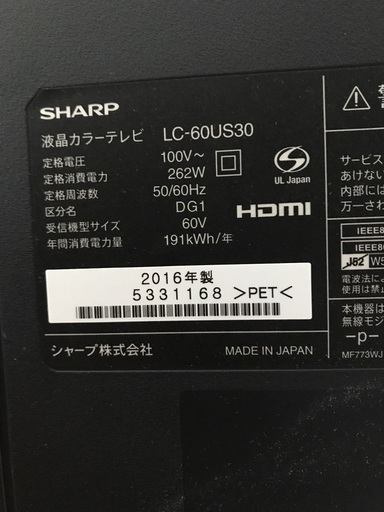 SHARP
液晶カラーテレビ LC-60US30
定格電圧 100V~
定格消費電力 262W
定格周波数 50/60Hz
区分名 DG1
受信機型サイズ 60V
年間消費電力量 191kWh/年
S
UL Japan
HDMI
2016年製
5331168 >PET<
シャープ株式会社 MADE IN JAPAN
サービス
あけない
内部には
万一され
IEEE8
IEEE80
J52 W5
電波法によ
本機器は
無線モジ
-p-
MF773WJ